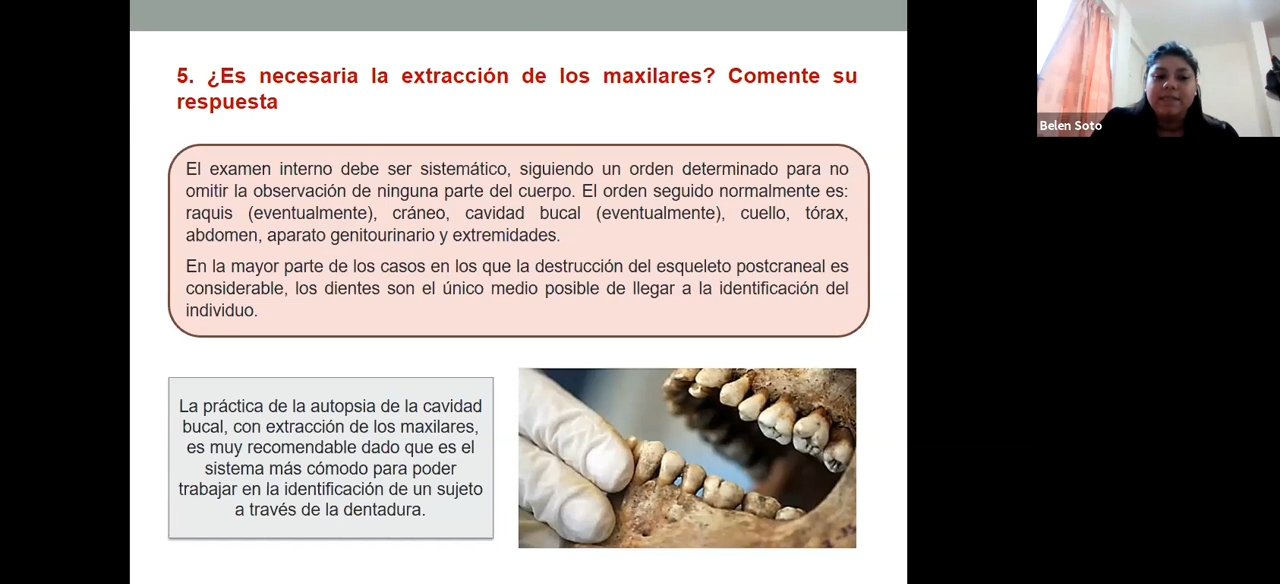 5. ¿Es necesaria la extracción de los maxilares? Comente su
respuesta
El examen interno debe ser sistemático, siguiendo un orden determinado para no
omitir la observación de ninguna parte del cuerpo. El orden seguido normalmente es:
raquis (eventualmente), cráneo, cavidad bucal (eventualmente), cuello, tórax,
abdomen, aparato genitourinario y extremidades.
En la mayor parte de los casos en los que la destrucción del esqueleto postcraneal es
considerable, los dientes son el único medio posible de llegar a la identificación del
individuo.
La práctica de la autopsia de la cavidad
bucal, con extracción de los maxilares,
es muy recomendable dado que es el
sistema más cómodo para poder
trabajar en la identificación de un sujeto
a través de la dentadura.
Belen Soto